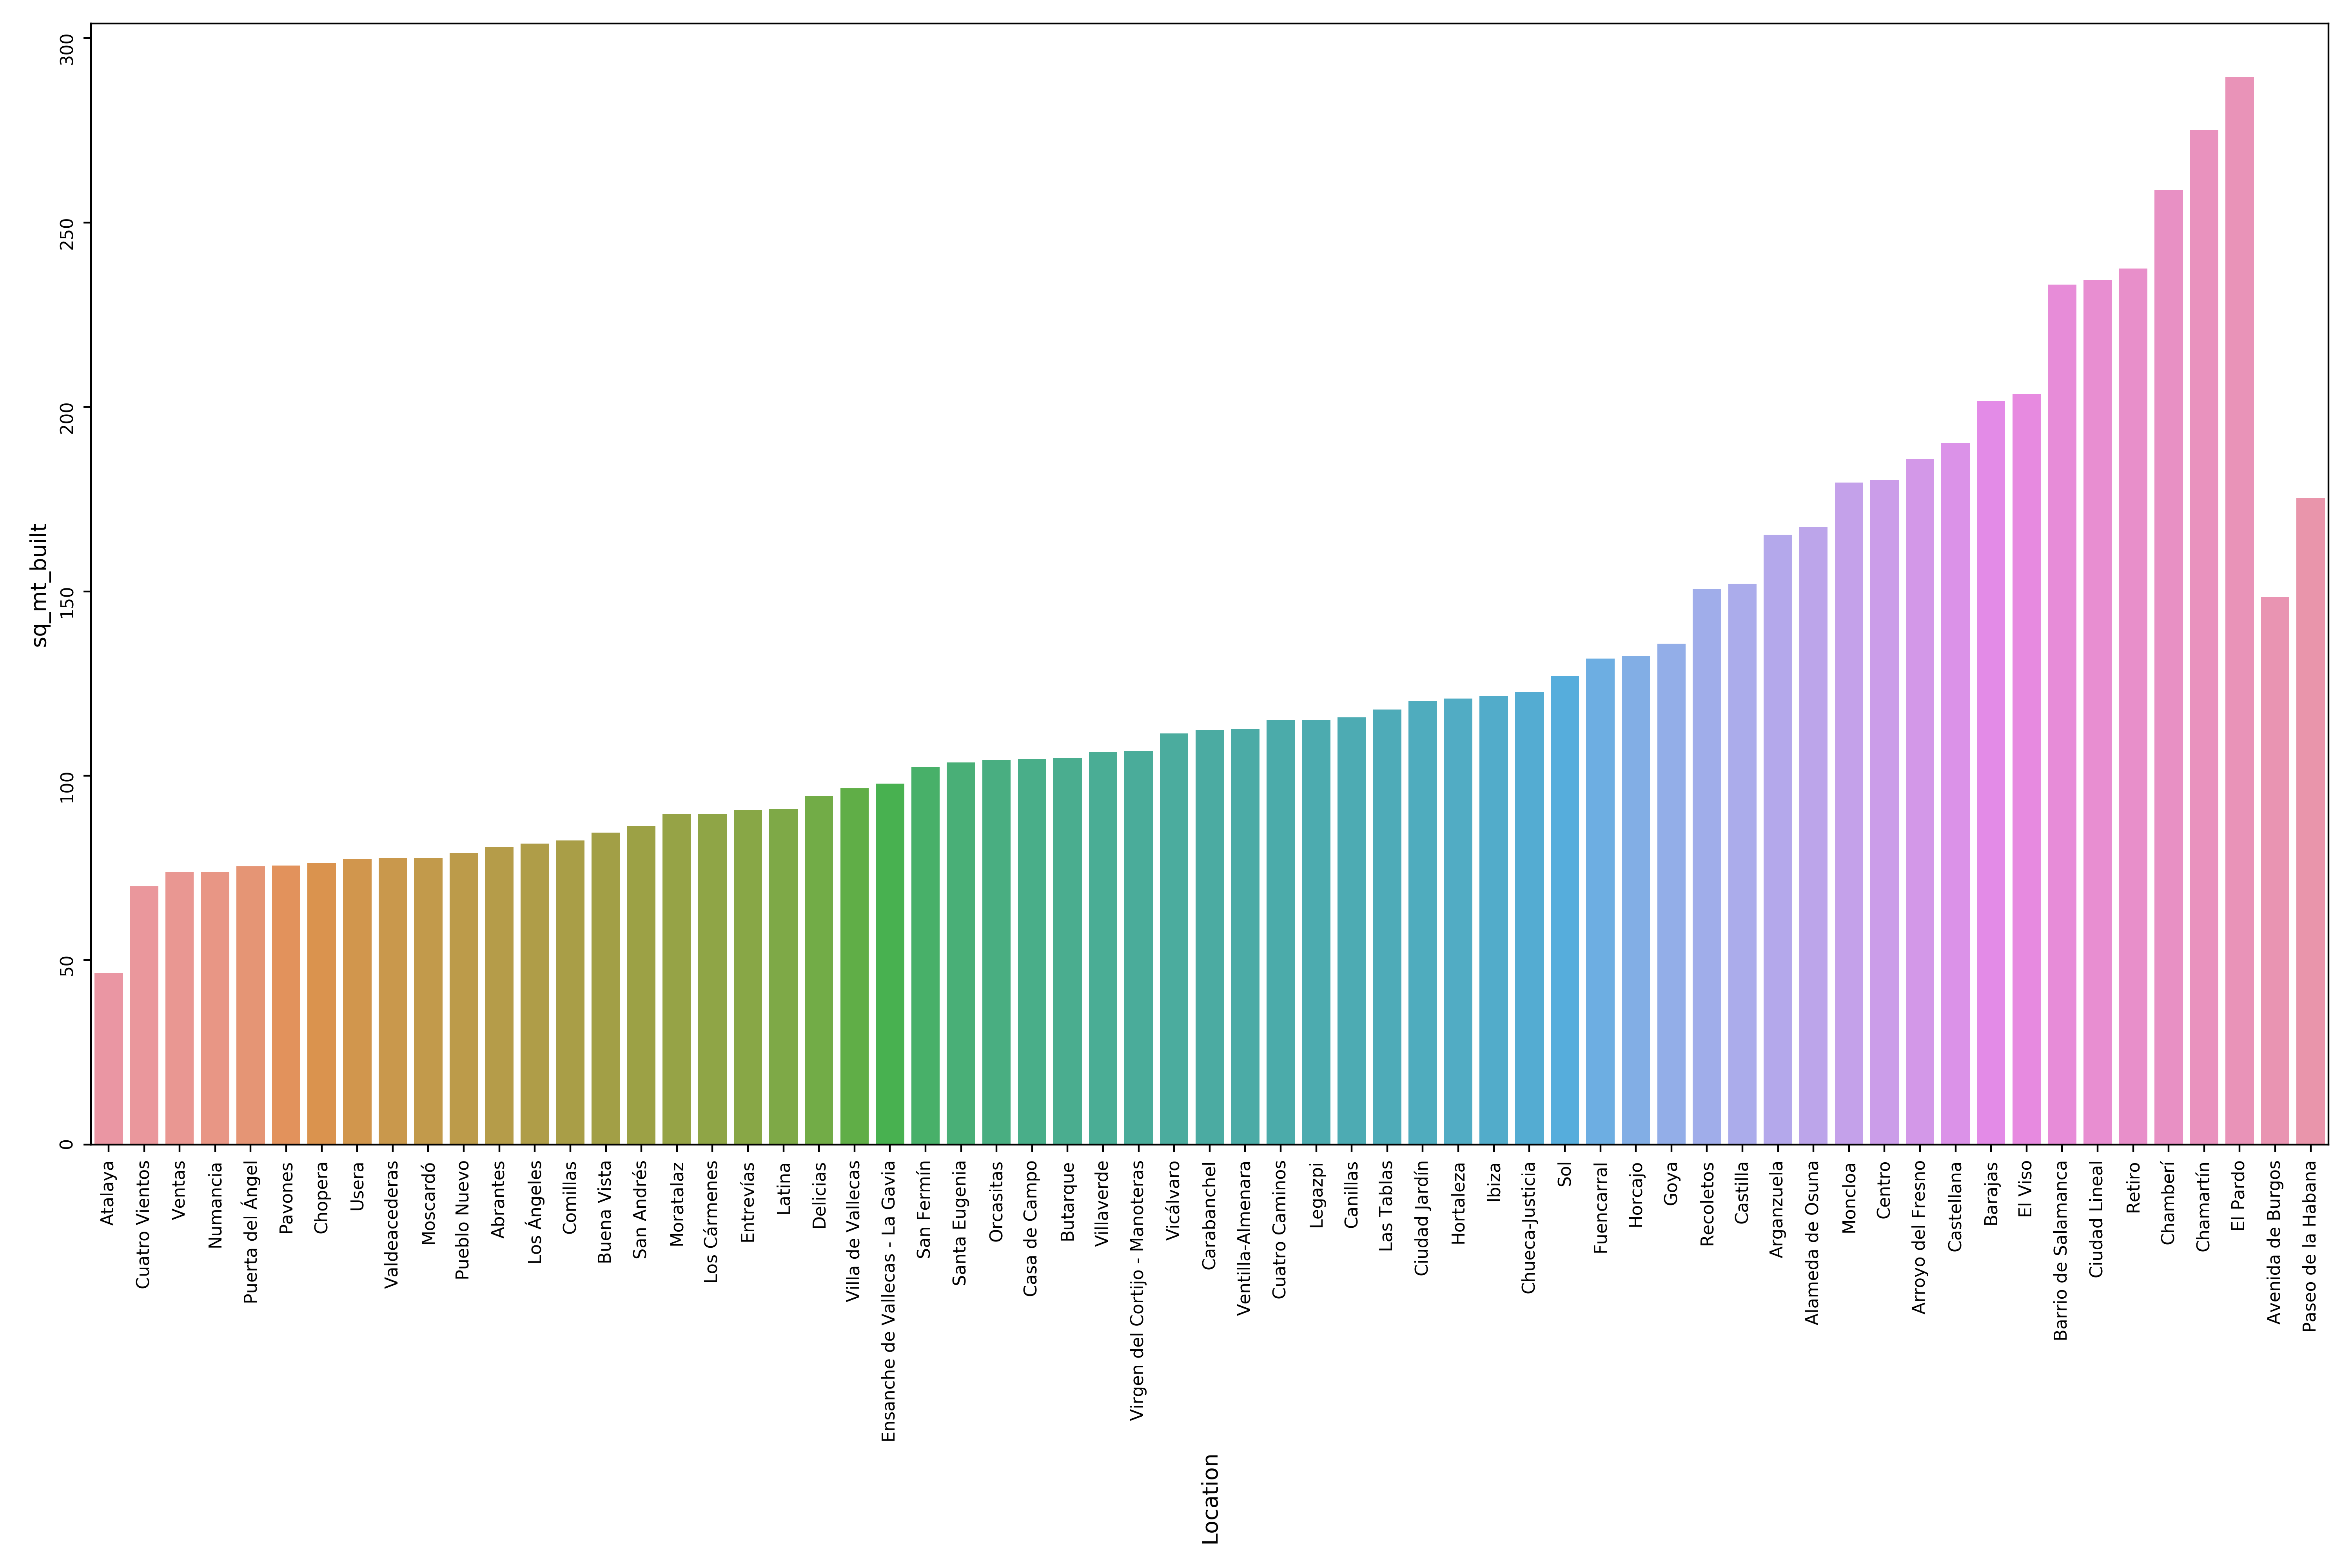 sq_mt_built
300
250
200
150
100
50
0
Atalaya
Cuatro Vientos
Ventas
Numancia
Puerta del Ángel
Pavones
Chopera
Usera
Valdeacederas
Moscardó
Pueblo Nuevo
Abrantes
Los Ángeles
Comillas
Buena Vista
San Andrés
Moratalaz
Los Cármenes
Entrevías
Latina
Delicias
Villa de Vallecas
Ensanche de Vallecas - La Gavia
San Fermín
Santa Eugenia
Orcasitas
Casa de Campo
Butarque
Villaverde
Virgen del Cortijo - Manoteras
Vicálvaro
Carabanchel
Ventilla-Almenara
Cuatro Caminos
Legazpi
Canillas
Las Tablas
Ciudad Jardín
Hortaleza
Ibiza
Chueca-Justicia
Sol
Fuencarral
Horcajo
Goya
Recoletos
Castilla
Arganzuela
Alameda de Osuna
Moncloa
Centro
Arroyo del Fresno
Castellana
Barajas
El Viso
Barrio de Salamanca
Ciudad Lineal
Retiro
Chamberí
Chamartín
El Pardo
Avenida de Burgos
Paseo de la Habana
Location